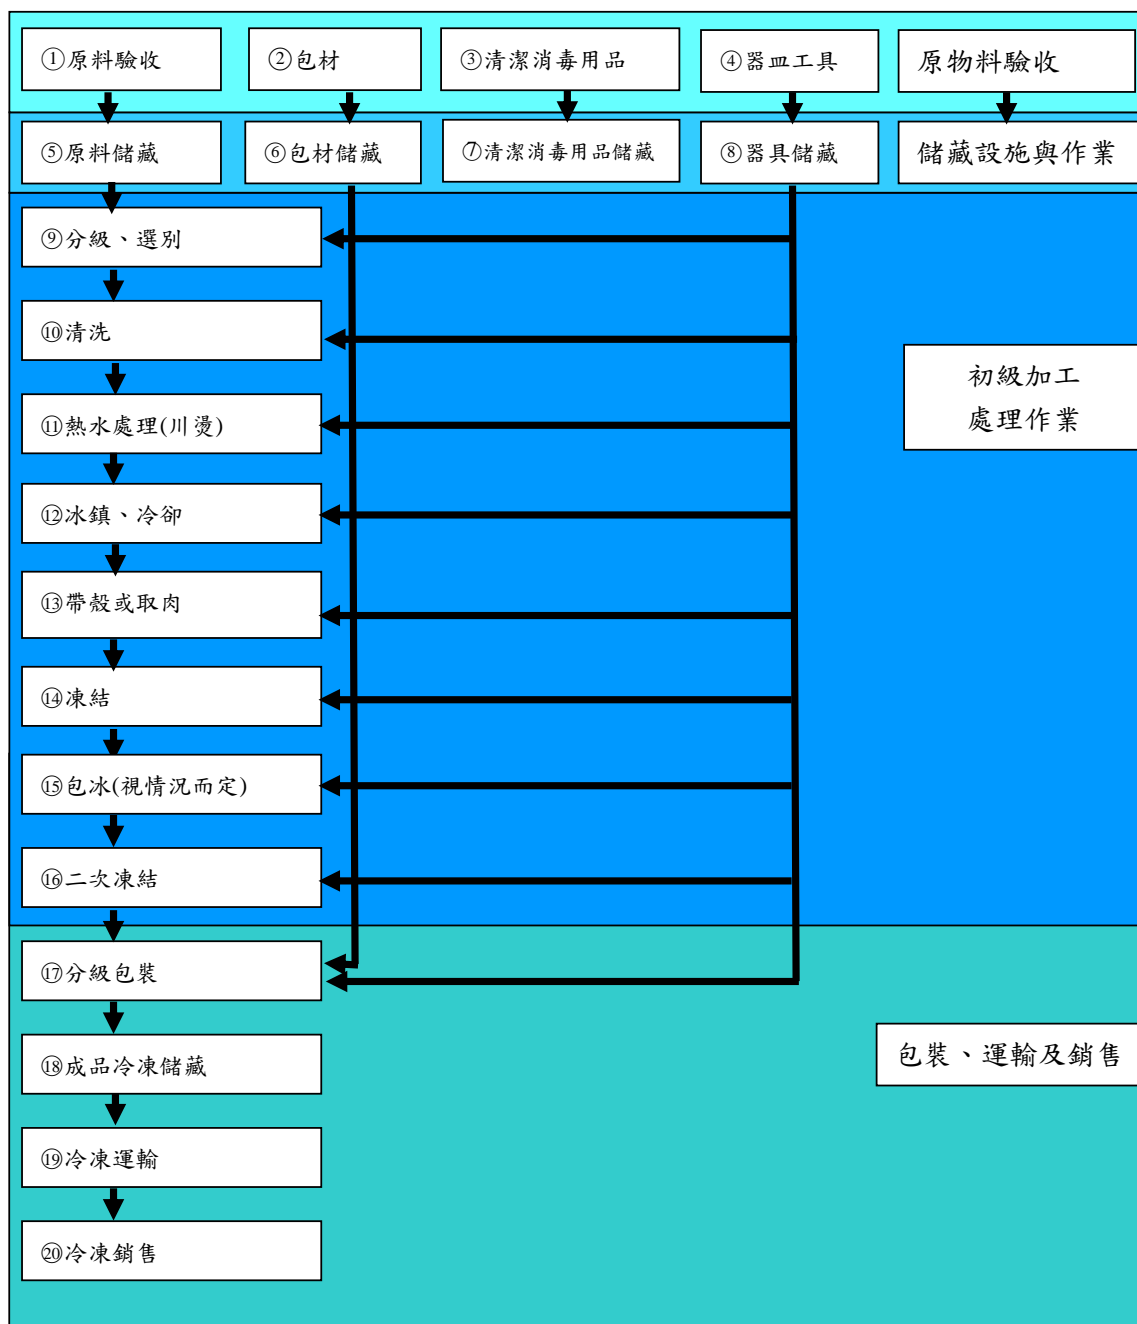 ①原料驗收
②包材
③清潔消毒用品
④器皿工具
原物料驗收
⑤原料儲藏
⑥包材儲藏
⑦清潔消毒用品儲藏
⑧器具儲藏
儲藏設施與作業
⑨分級、選別
⑩清洗
初級加工
處理作業
⑪熱水處理(川燙)
⑫冰鎮、冷卻
⑬帶殼或取肉
⑭凍結
⑮包冰(視情況而定)
⑯二次凍結
⑰分級包裝
包裝、運輸及銷售
⑱成品冷凍儲藏
⑲冷凍運輸
⑳冷凍銷售